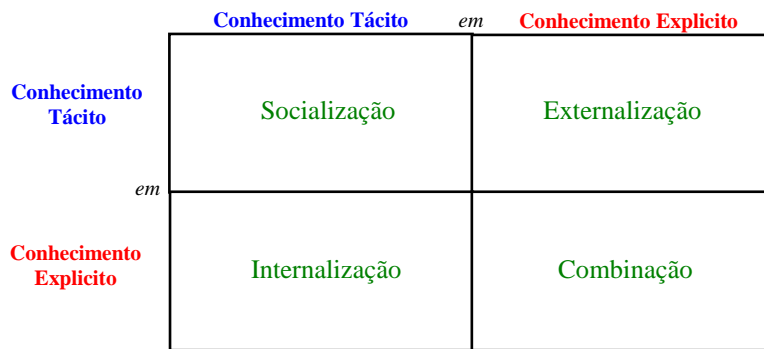 Conhecimento Tácito em Conhecimento Explicito
Conhecimento
Tácito
Socialização Externalização
em
Conhecimento
Explicito
Internalização Combinação